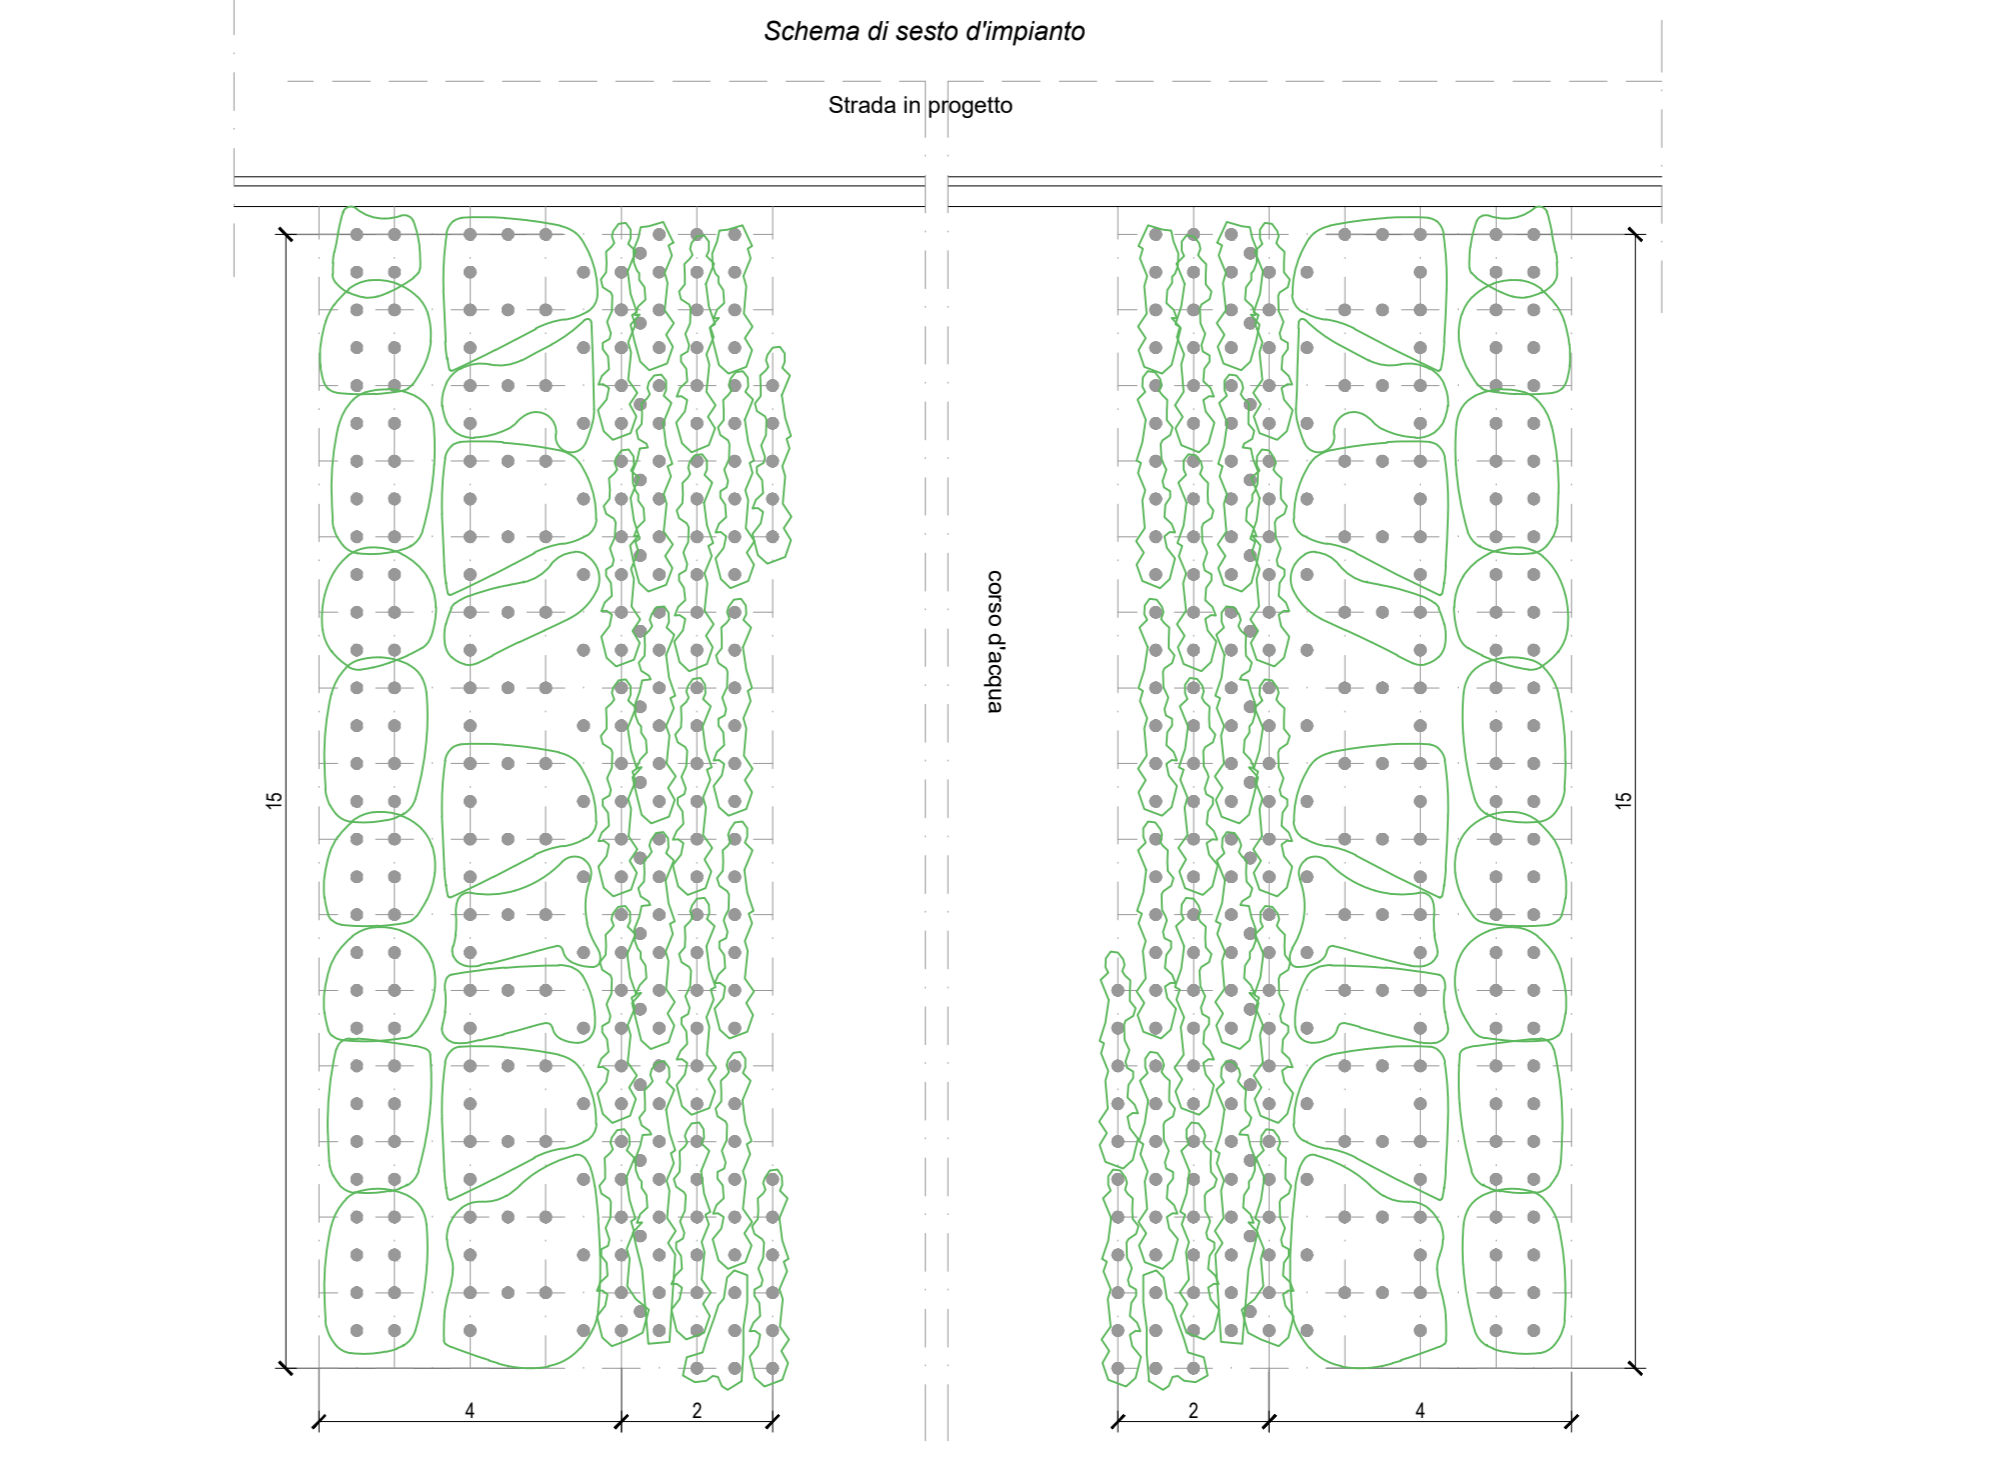 Schema di sesto d'impianto
Strada in progetto
corso d'acqua
15
15
4
2
2
4